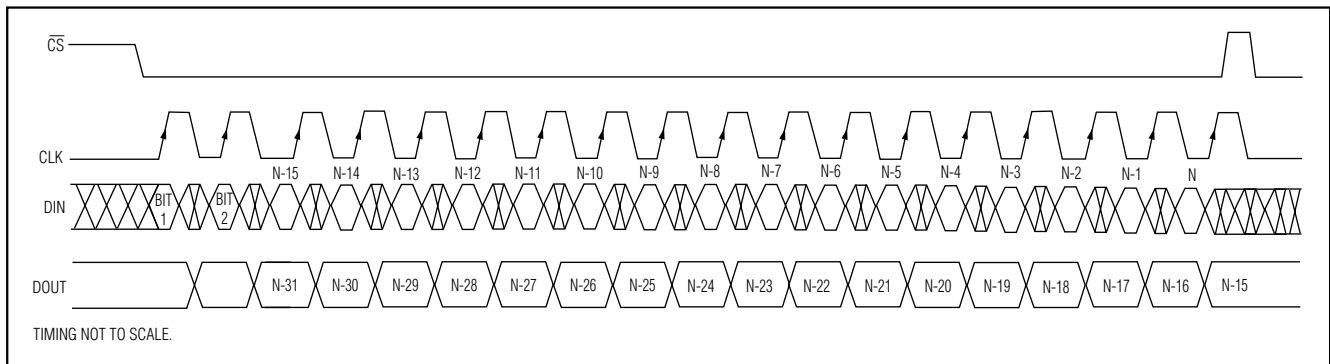 CS
CLK
N-15 N-14 N-13 N-12 N-11 N-10 N-9 N-8 N-7 N-6 N-5 N-4 N-3 N-2 N-1 N
DIN BIT 1 BIT 2
DOUT N-31 N-30 N-29 N-28 N-27 N-26 N-25 N-24 N-23 N-22 N-21 N-20 N-19 N-18 N-17 N-16 N-15
TIMING NOT TO SCALE.